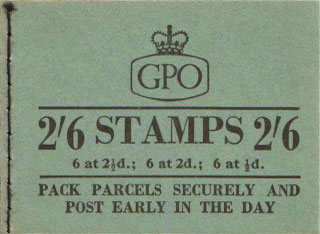 GPO
2/6 STAMPS 2/6
6 at 2½d.; 6 at 2d.; 6 at ½d.
PACK PARCELS SECURELY AND
POST EARLY IN THE DAY